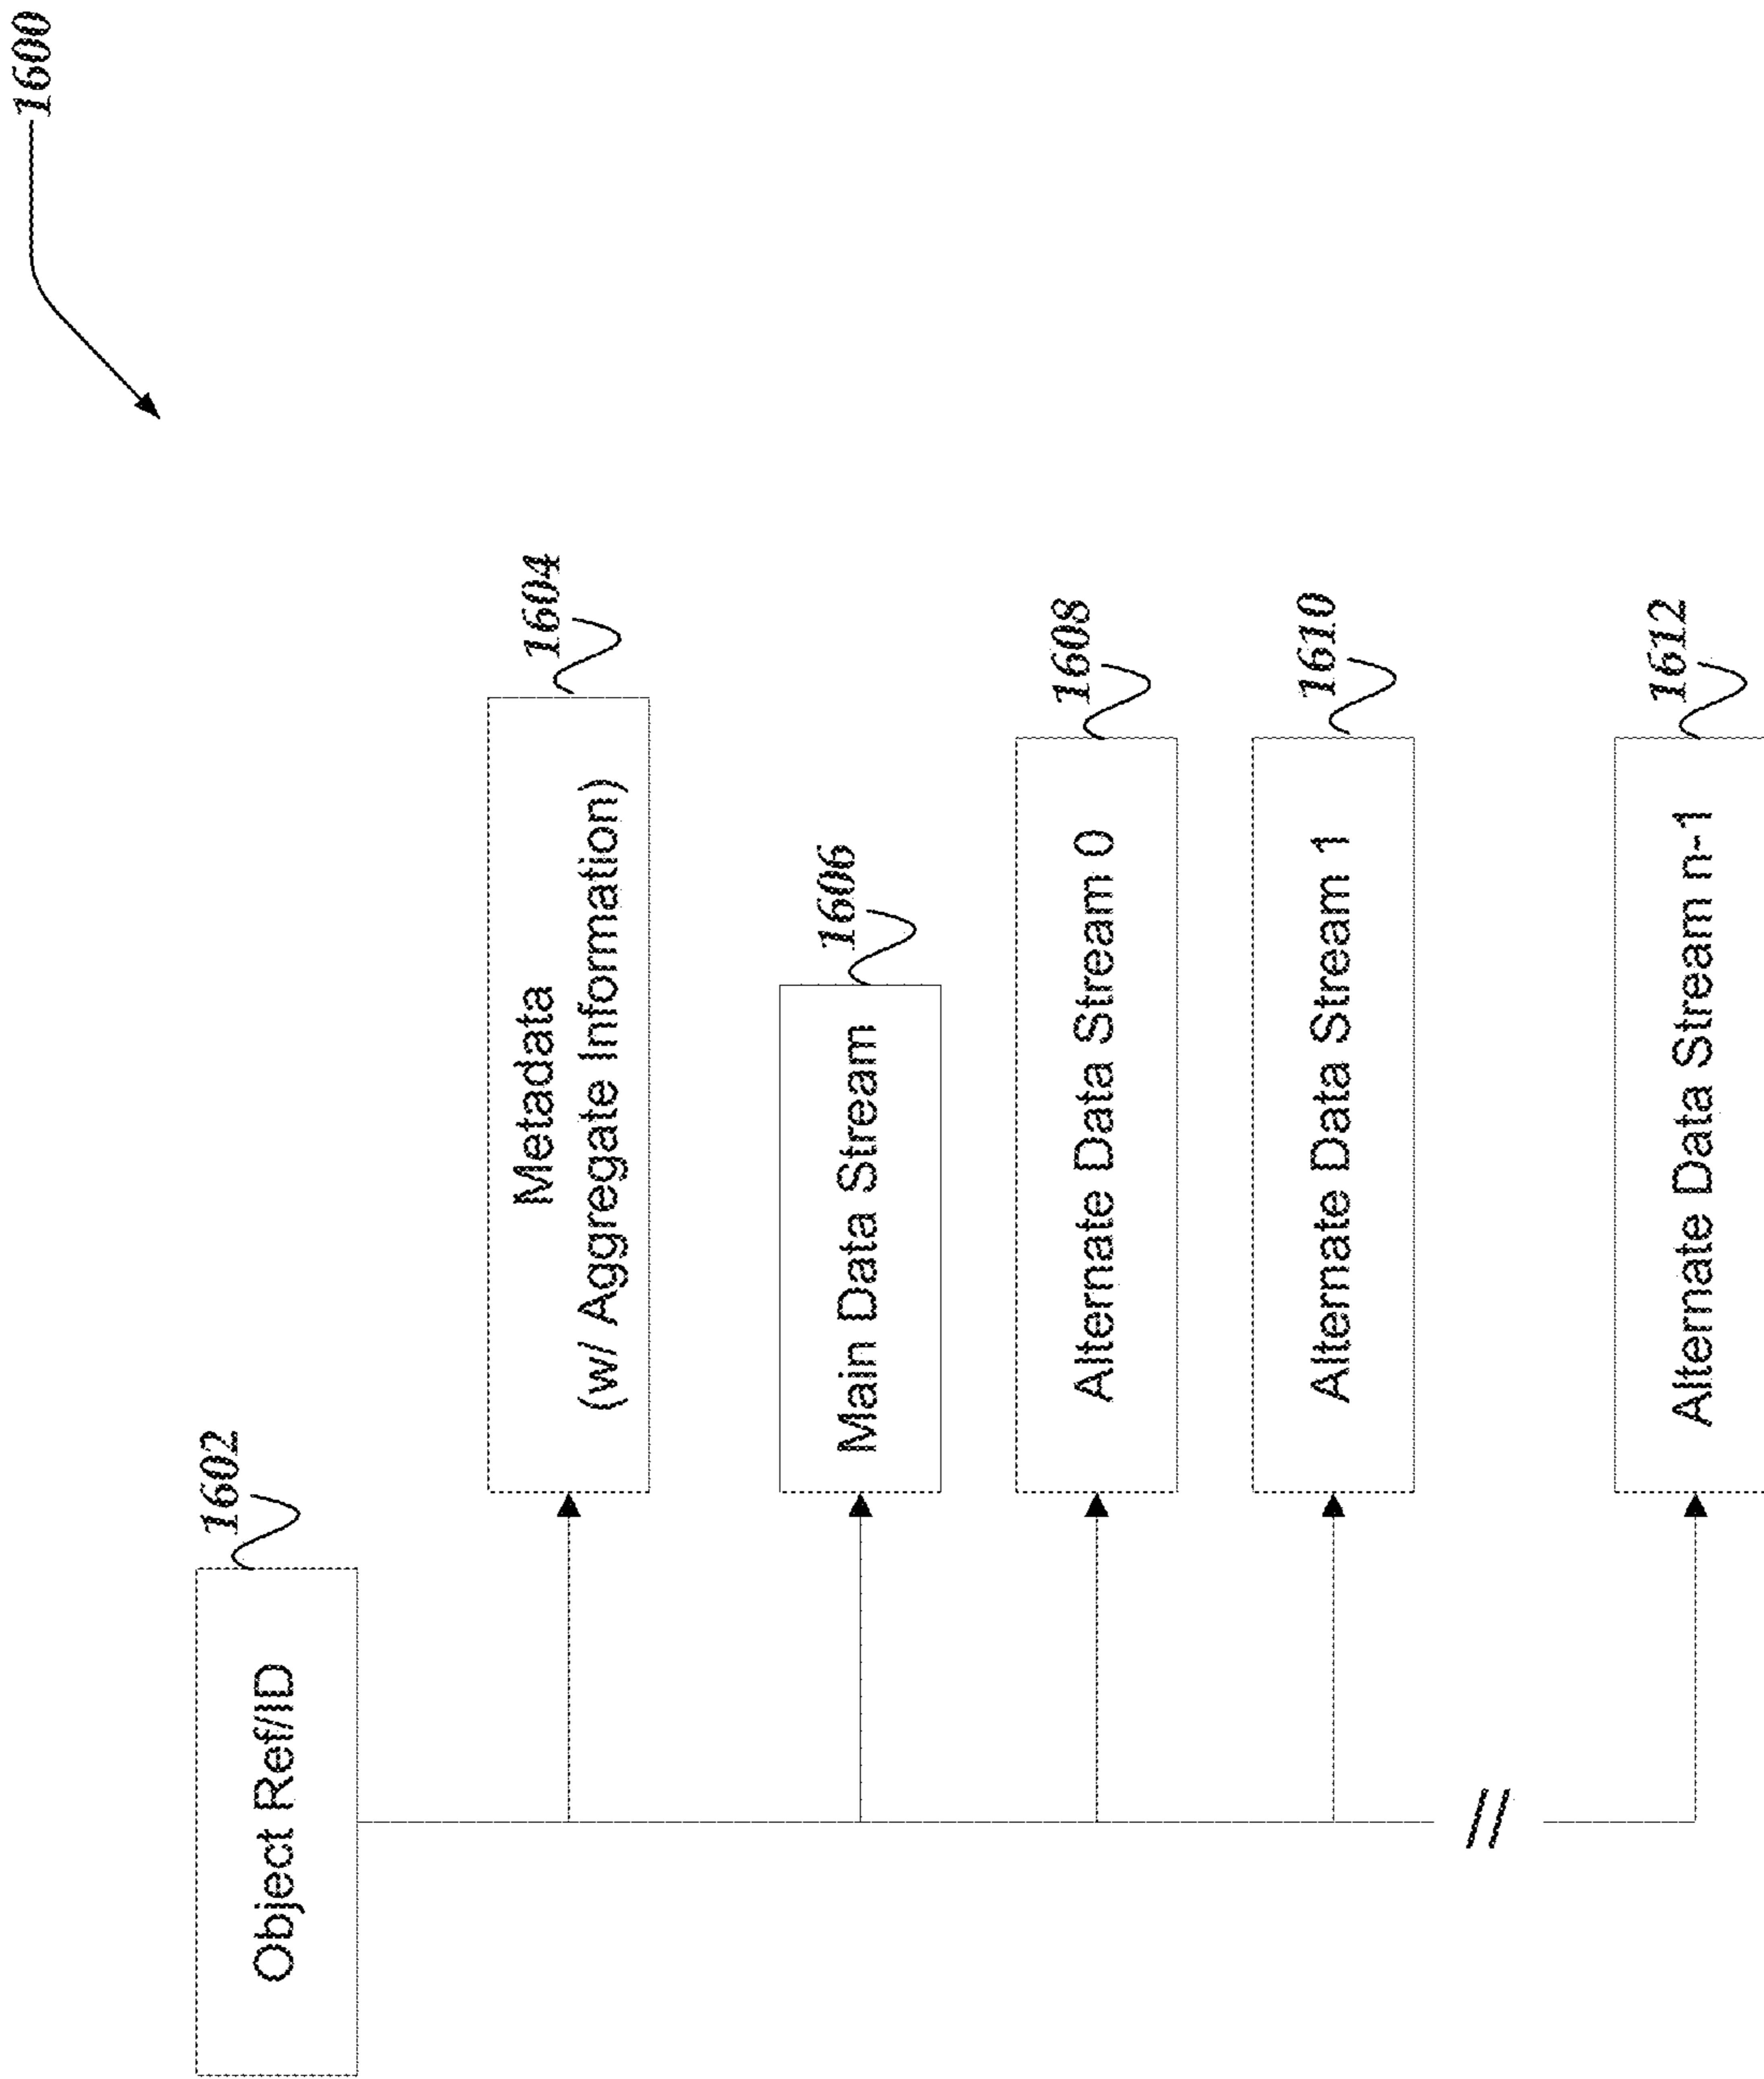 1600
1602
Object Ref/ID
1604
Metadata
(w/ Aggregate Information)
1606
Main Data Stream
1608
Alternate Data Stream 0
1610
Alternate Data Stream 1
//
1612
Alternate Data Stream n-1